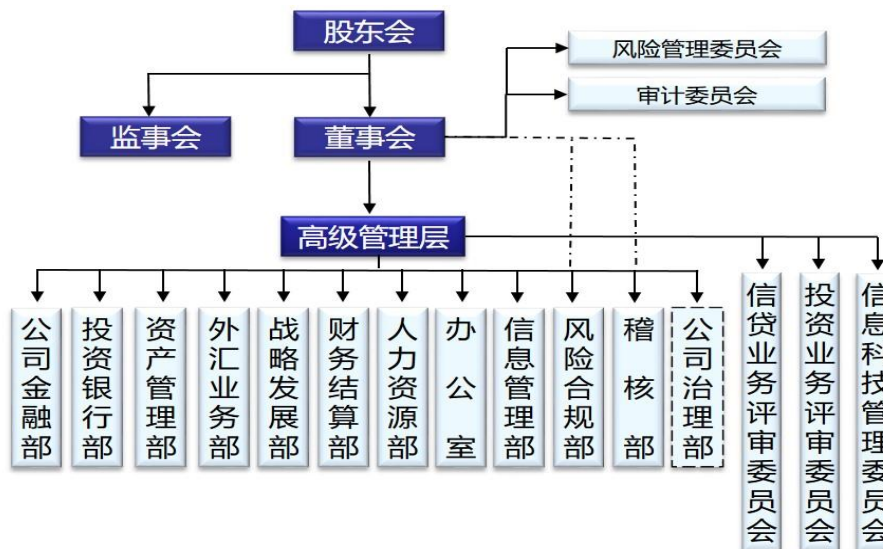 股东会
风险管理委员会
审计委员会
监事会
董事会
高级管理层
公司金融部
投资银行部
资产管理部
外汇业务部
战略发展部
财务结算部
人力资源部
办公室
信息管理部
风险合规部
稽核部
公司治理部
信贷业务评审委员会
投资业务评审委员会
信息科技管理委员会